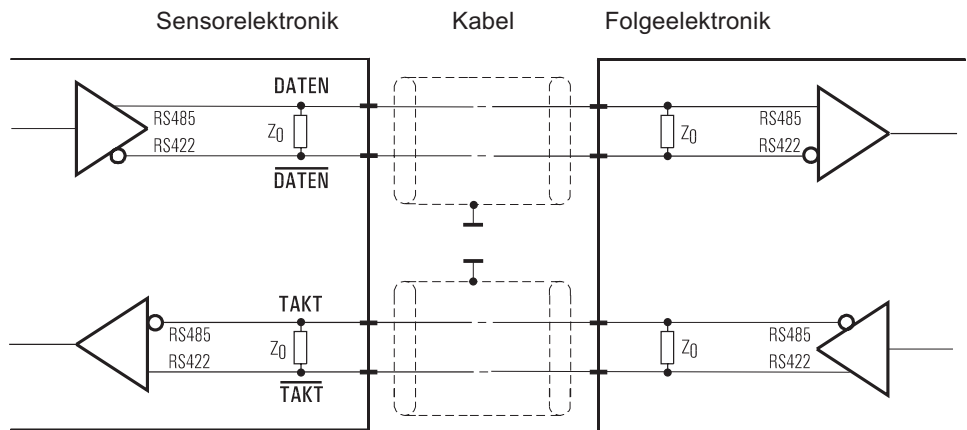 Sensorelektronik Kabel Folgeelektronik
DATEN
RS485 Z0 Z0 RS485
RS422 RS422
DATEN
TAKT
RS485 Z0 Z0 RS485
RS422 RS422
TAKT